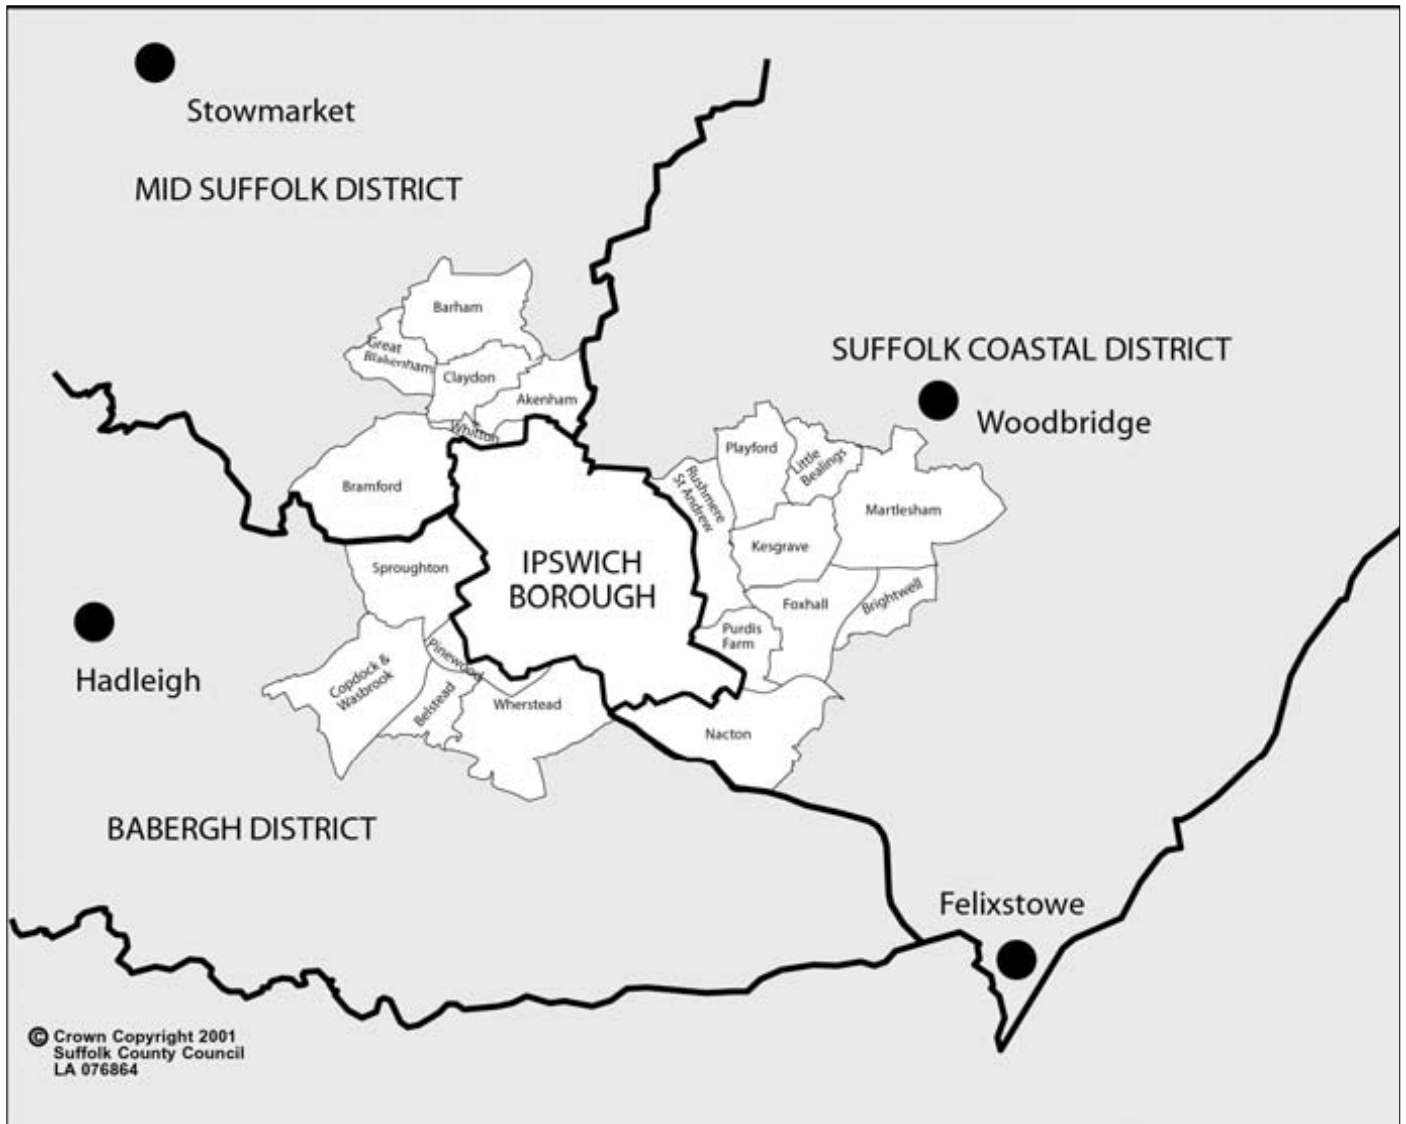 Stowmarket
MID SUFFOLK DISTRICT
Barham
Great
Blakenham
Claydon
Akenham
Whitton
Bramford
SUFFOLK COASTAL DISTRICT
Woodbridge
Playford
Little
Bealings
Rushmere
St Andrew
Martlesham
Kesgrave
IPSWICH
BOROUGH
Sproughton
Foxhall
Brightwell
Purdis
Farm
Hadleigh
Pinewood
Copdock &
Wasbrook
Belstead
Wherstead
Nacton
BABERGH DISTRICT
Felixstowe
© Crown Copyright 2001
Suffolk County Council
LA 076864